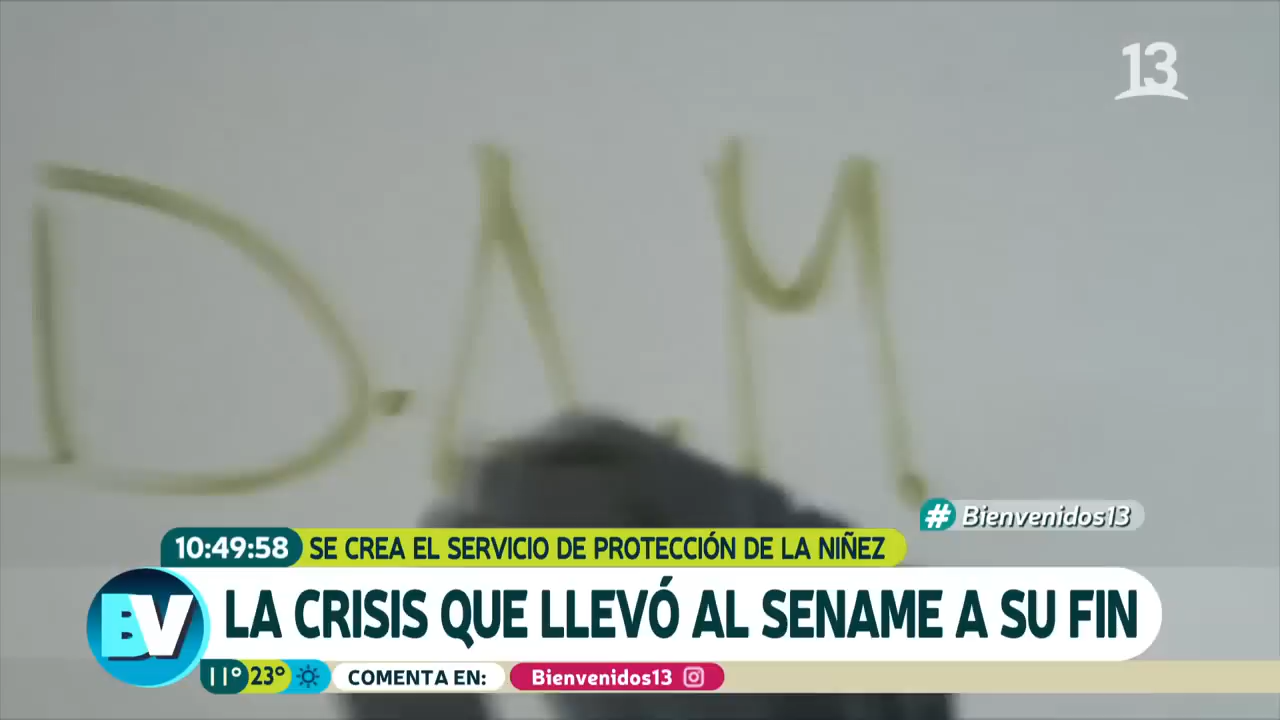 13
D.A.M.
#Bienvenidos13
10:49:58 SE CREA EL SERVICIO DE PROTECCIÓN DE LA NIÑEZ
BV LA CRISIS QUE LLEVÓ AL SENAME A SU FIN
11° 23° COMENTA EN: Bienvenidos13